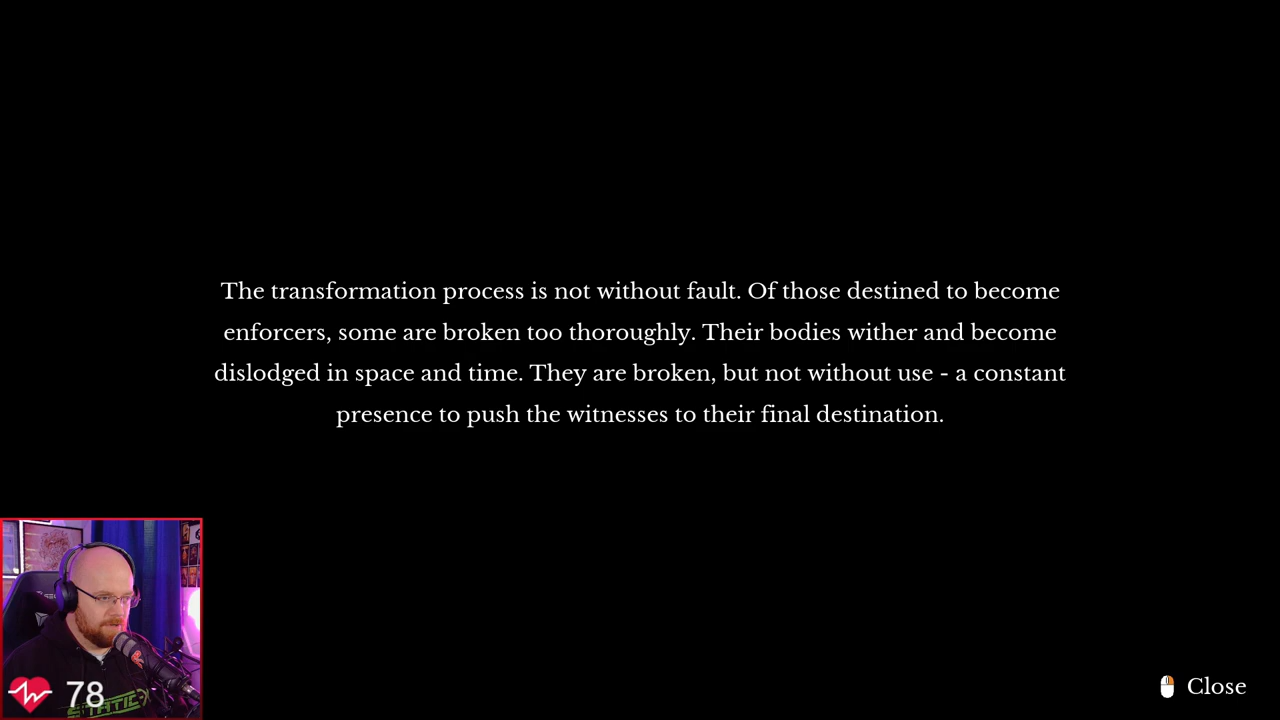 The transformation process is not without fault. Of those destined to become
enforcers, some are broken too thoroughly. Their bodies wither and become
dislodged in space and time. They are broken, but not without use - a constant
presence to push the witnesses to their final destination.
78
STATIC-X
Close